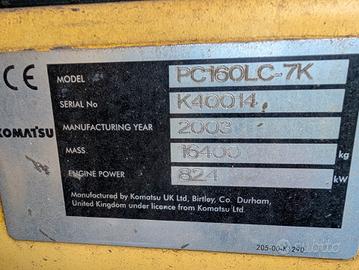 CE
MODEL PC160LC-7K
SERIAL No K40014
KOMATSU MANUFACTURING YEAR 2003
MASS 16400 kg
ENGINE POWER 82.4 kW
Manufactured by Komatsu UK Ltd, Birtley, Co. Durham,
United Kingdom under licence from Komatsu Ltd.